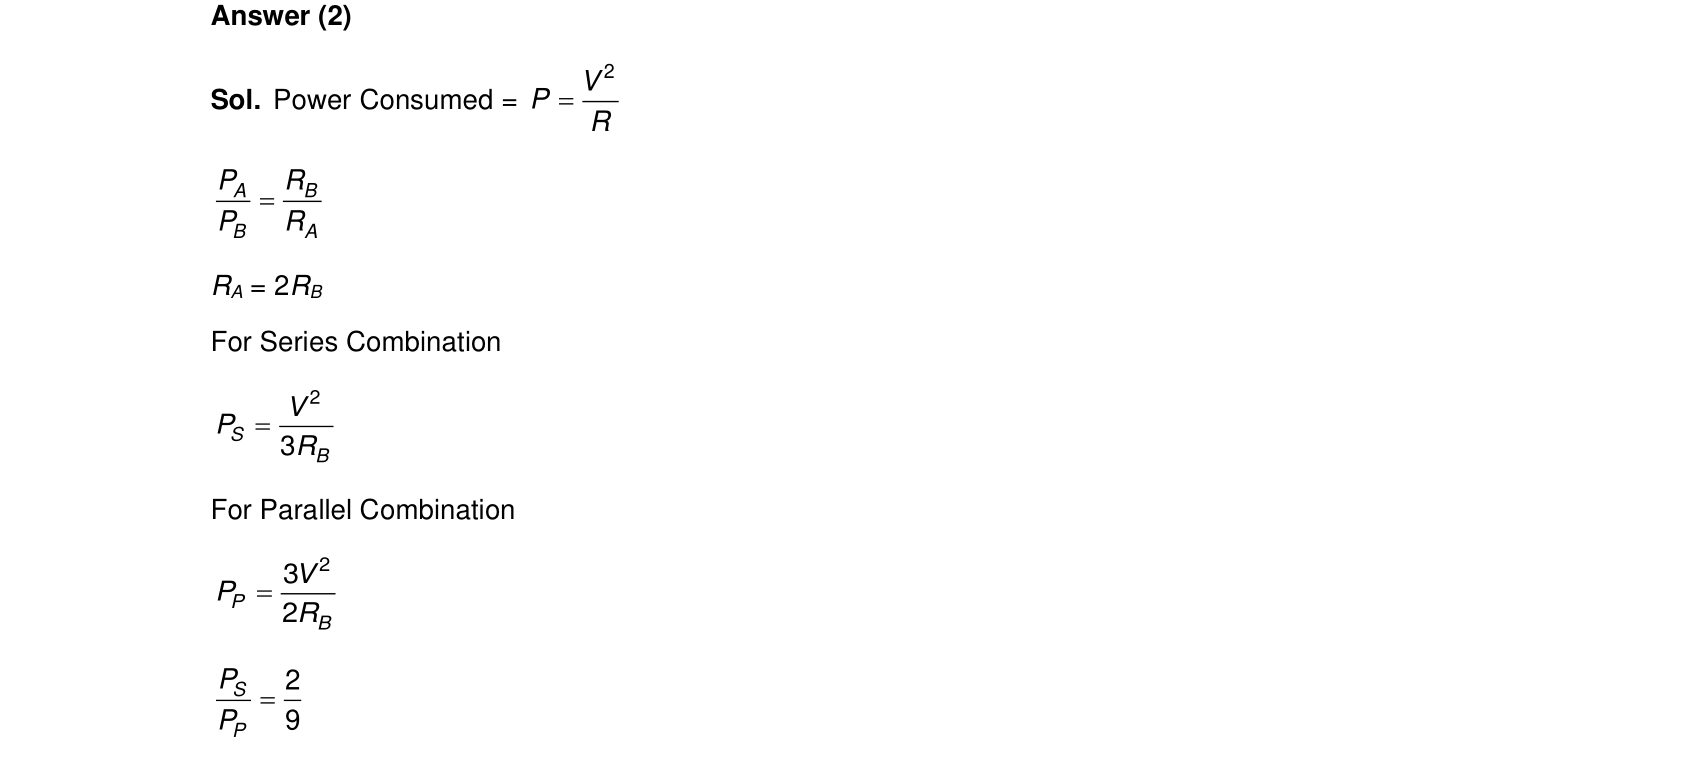 Answer (2)
Sol. Power Consumed = P = V²/R
P_A/P_B = R_B/R_A
R_A = 2R_B
For Series Combination
P_S = V²/3R_B
For Parallel Combination
P_P = 3V²/2R_B
P_S/P_P = 2/9